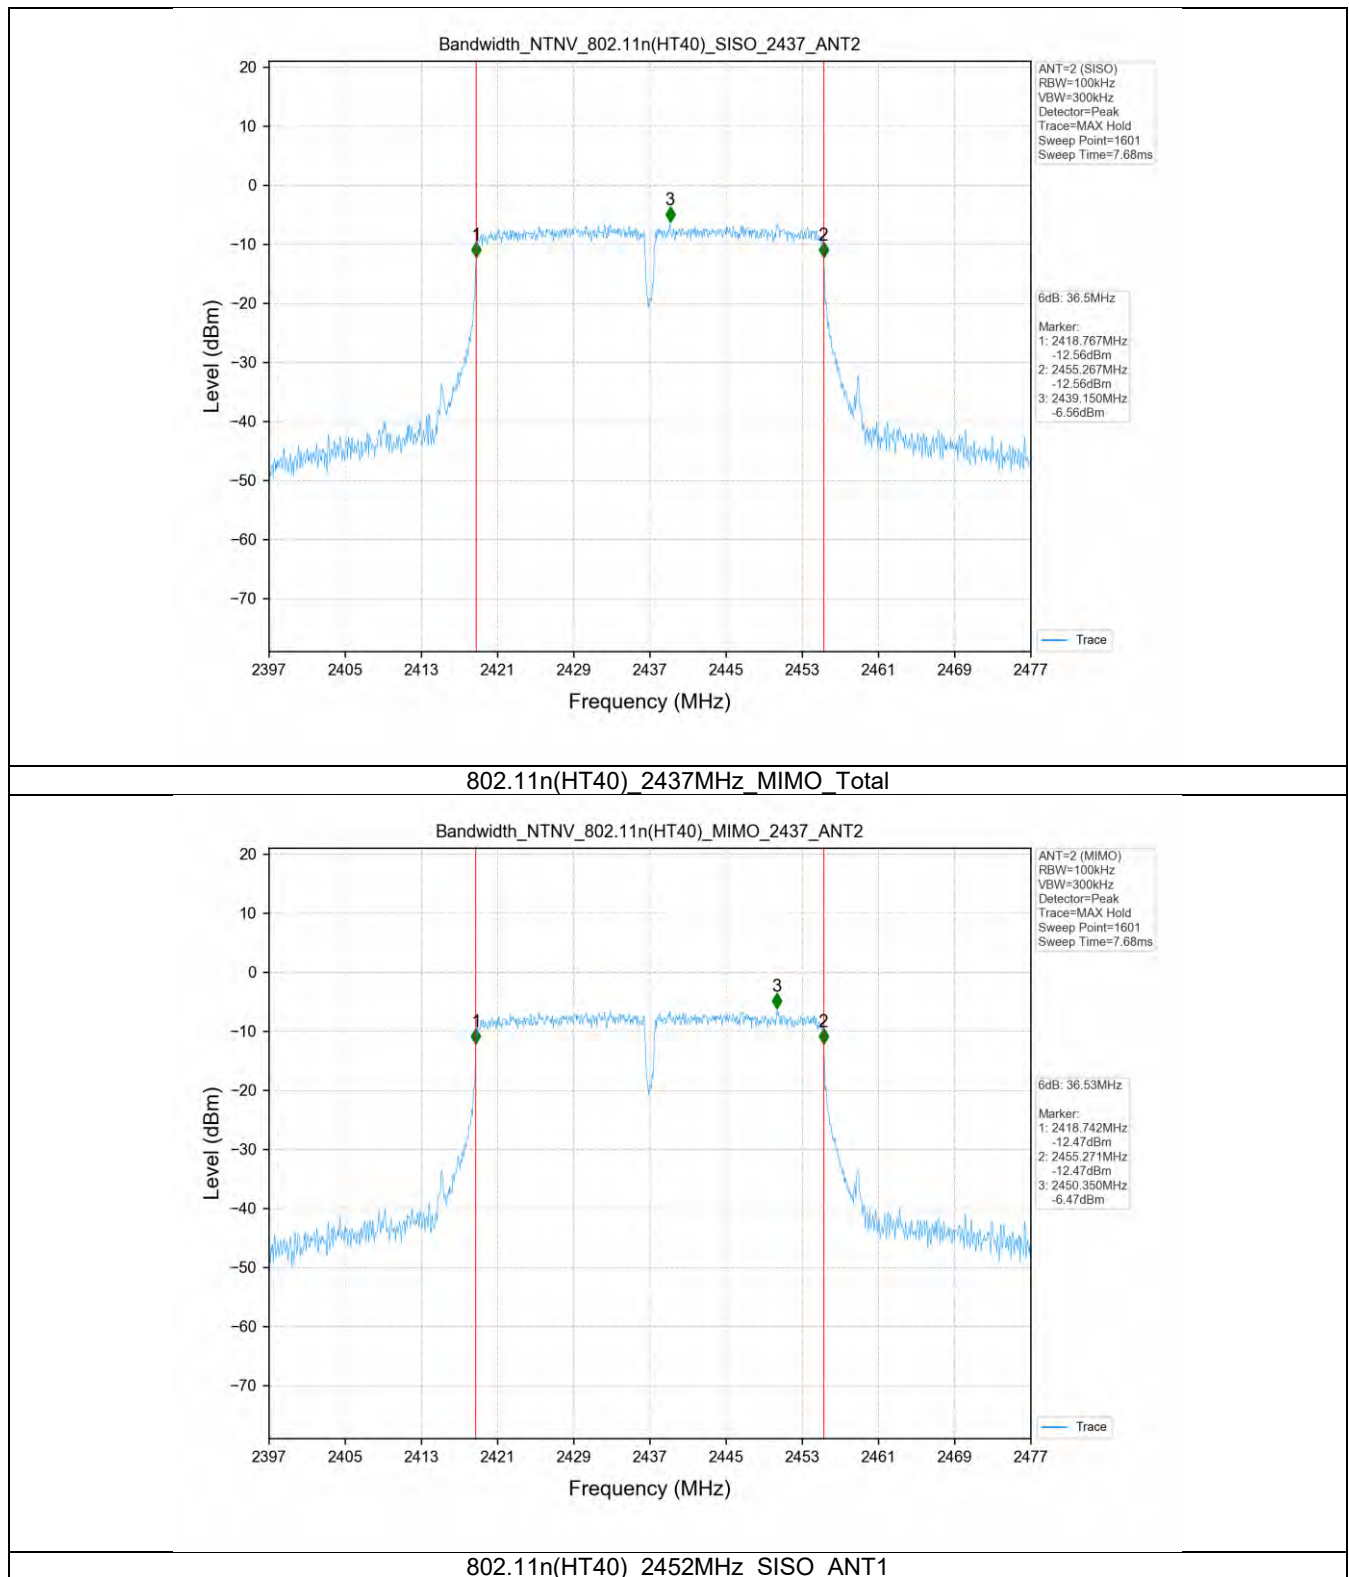 Bandwidth_NTNV_802.11n(HT40)_SISO_2437_ANT2
ANT=2 (SISO)
RBW=100kHz
VBW=300kHz
Detector=Peak
Trace=MAX Hold
Sweep Point=1601
Sweep Time=7.68ms
20
10
0
−10
−20
−30
−40
−50
−60
−70
Level (dBm)
1
3
2
6dB: 36.5MHz
Marker:
1: 2418.767MHz
-12.56dBm
2: 2455.267MHz
-12.56dBm
3: 2439.150MHz
-6.56dBm
Trace
2397 2405 2413 2421 2429 2437 2445 2453 2461 2469 2477
Frequency (MHz)
802.11n(HT40)_2437MHz_MIMO_Total
Bandwidth_NTNV_802.11n(HT40)_MIMO_2437_ANT2
ANT=2 (MIMO)
RBW=100kHz
VBW=300kHz
Detector=Peak
Trace=MAX Hold
Sweep Point=1601
Sweep Time=7.68ms
20
10
0
−10
−20
−30
−40
−50
−60
−70
Level (dBm)
1
3
2
6dB: 36.53MHz
Marker:
1: 2418.742MHz
-12.47dBm
2: 2455.271MHz
-12.47dBm
3: 2450.350MHz
-6.47dBm
Trace
2397 2405 2413 2421 2429 2437 2445 2453 2461 2469 2477
Frequency (MHz)
802.11n(HT40)_2452MHz_SISO_ANT1